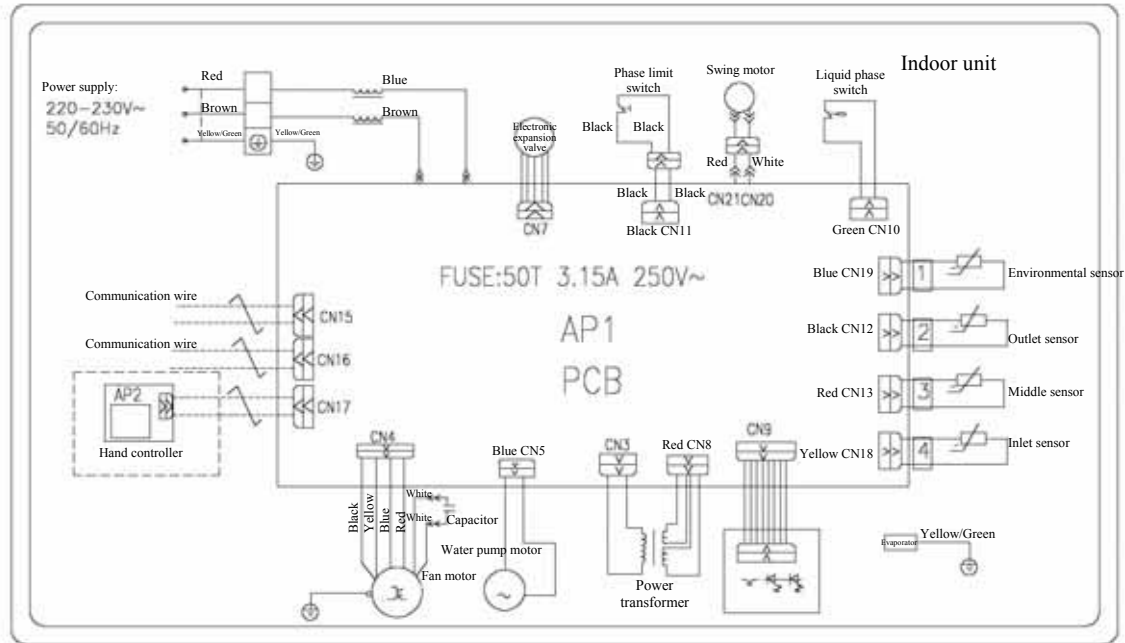 Indoor unit
Power supply:
220-230V~
50/60Hz
Red
Brown
Yellow/Green
Yellow/Green
Blue
Brown
Electronic
expansion
valve
CN7
Phase limit
switch
Black
Black
Black
Black
Black CN11
Swing motor
Red
White
CN21
CN20
Liquid phase
switch
Green CN10
FUSE:50T 3.15A 250V~
AP1
PCB
Communication wire
CN15
Communication wire
CN16
AP2
CN17
Hand controller
Blue CN19
1
Environmental sensor
Black CN12
2
Outlet sensor
Red CN13
3
Middle sensor
Yellow CN18
4
Inlet sensor
CN4
Black
Yellow
Blue
Red
White
White
Capacitor
Fan motor
Blue CN5
Water pump motor
CN3
Red CN8
Power
transformer
CN9
Evaporator
Yellow/Green